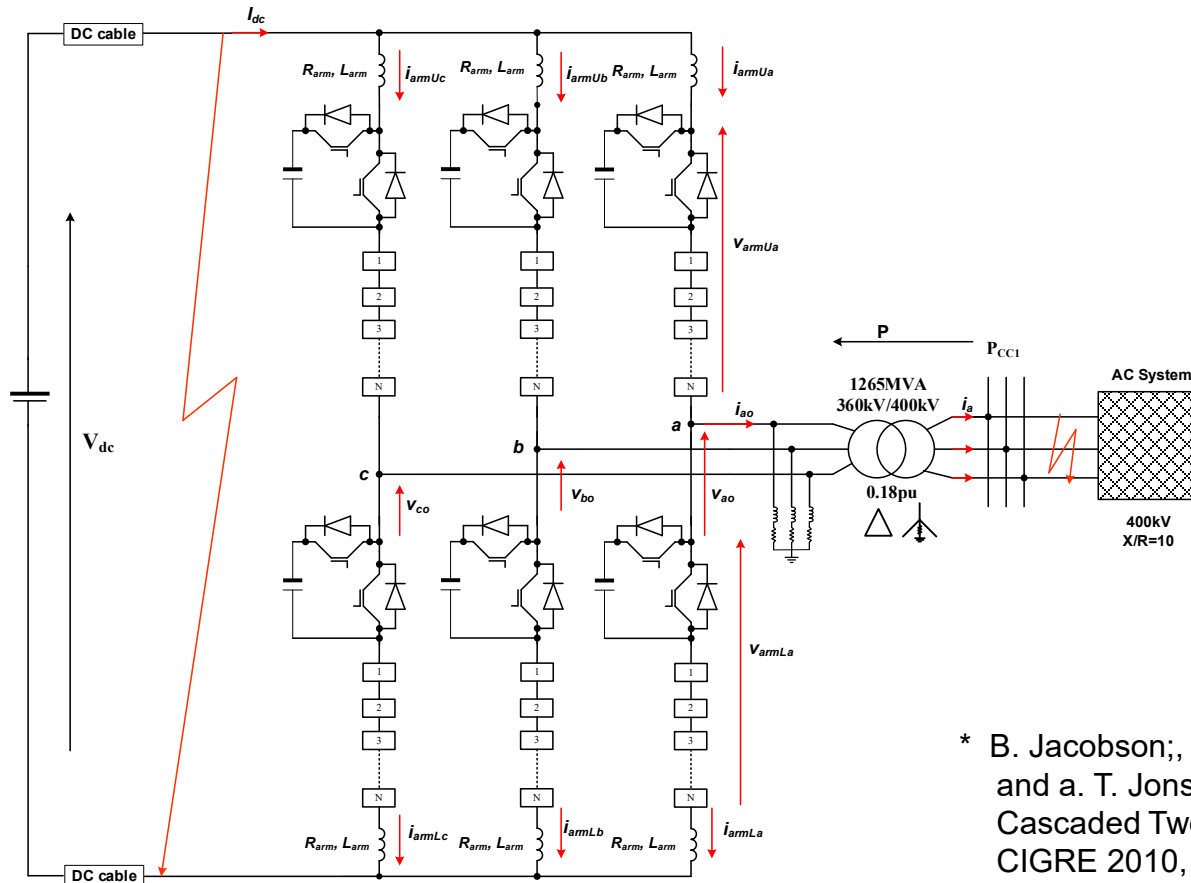 I_dc
DC cable
R_arm, L_arm
i_armUc
R_arm, L_arm
i_armUb
R_arm, L_arm
i_armUa
v_armUa
1
1
1
2
2
2
3
3
3
N
N
N
V_dc
P
P_CC1
1265MVA
360kV/400kV
AC System
a
i_ao
i_a
b
c
v_co
v_bo
v_ao
0.18pu
400kV
X/R=10
v_armLa
1
1
1
2
2
2
3
3
3
N
N
N
R_arm, L_arm
i_armLc
R_arm, L_arm
i_armLb
R_arm, L_arm
i_armLa
DC cable
* B. Jacobson;,
and a. T. Jons
Cascaded Two
CIGRE 2010,